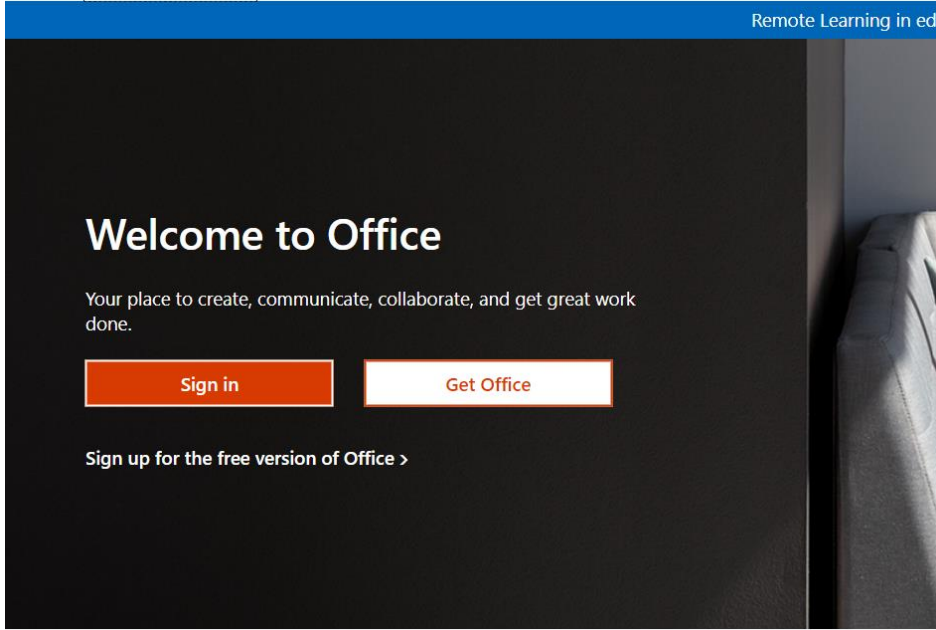 Remote Learning in ed
Welcome to Office
Your place to create, communicate, collaborate, and get great work
done.
Sign in
Get Office
Sign up for the free version of Office >